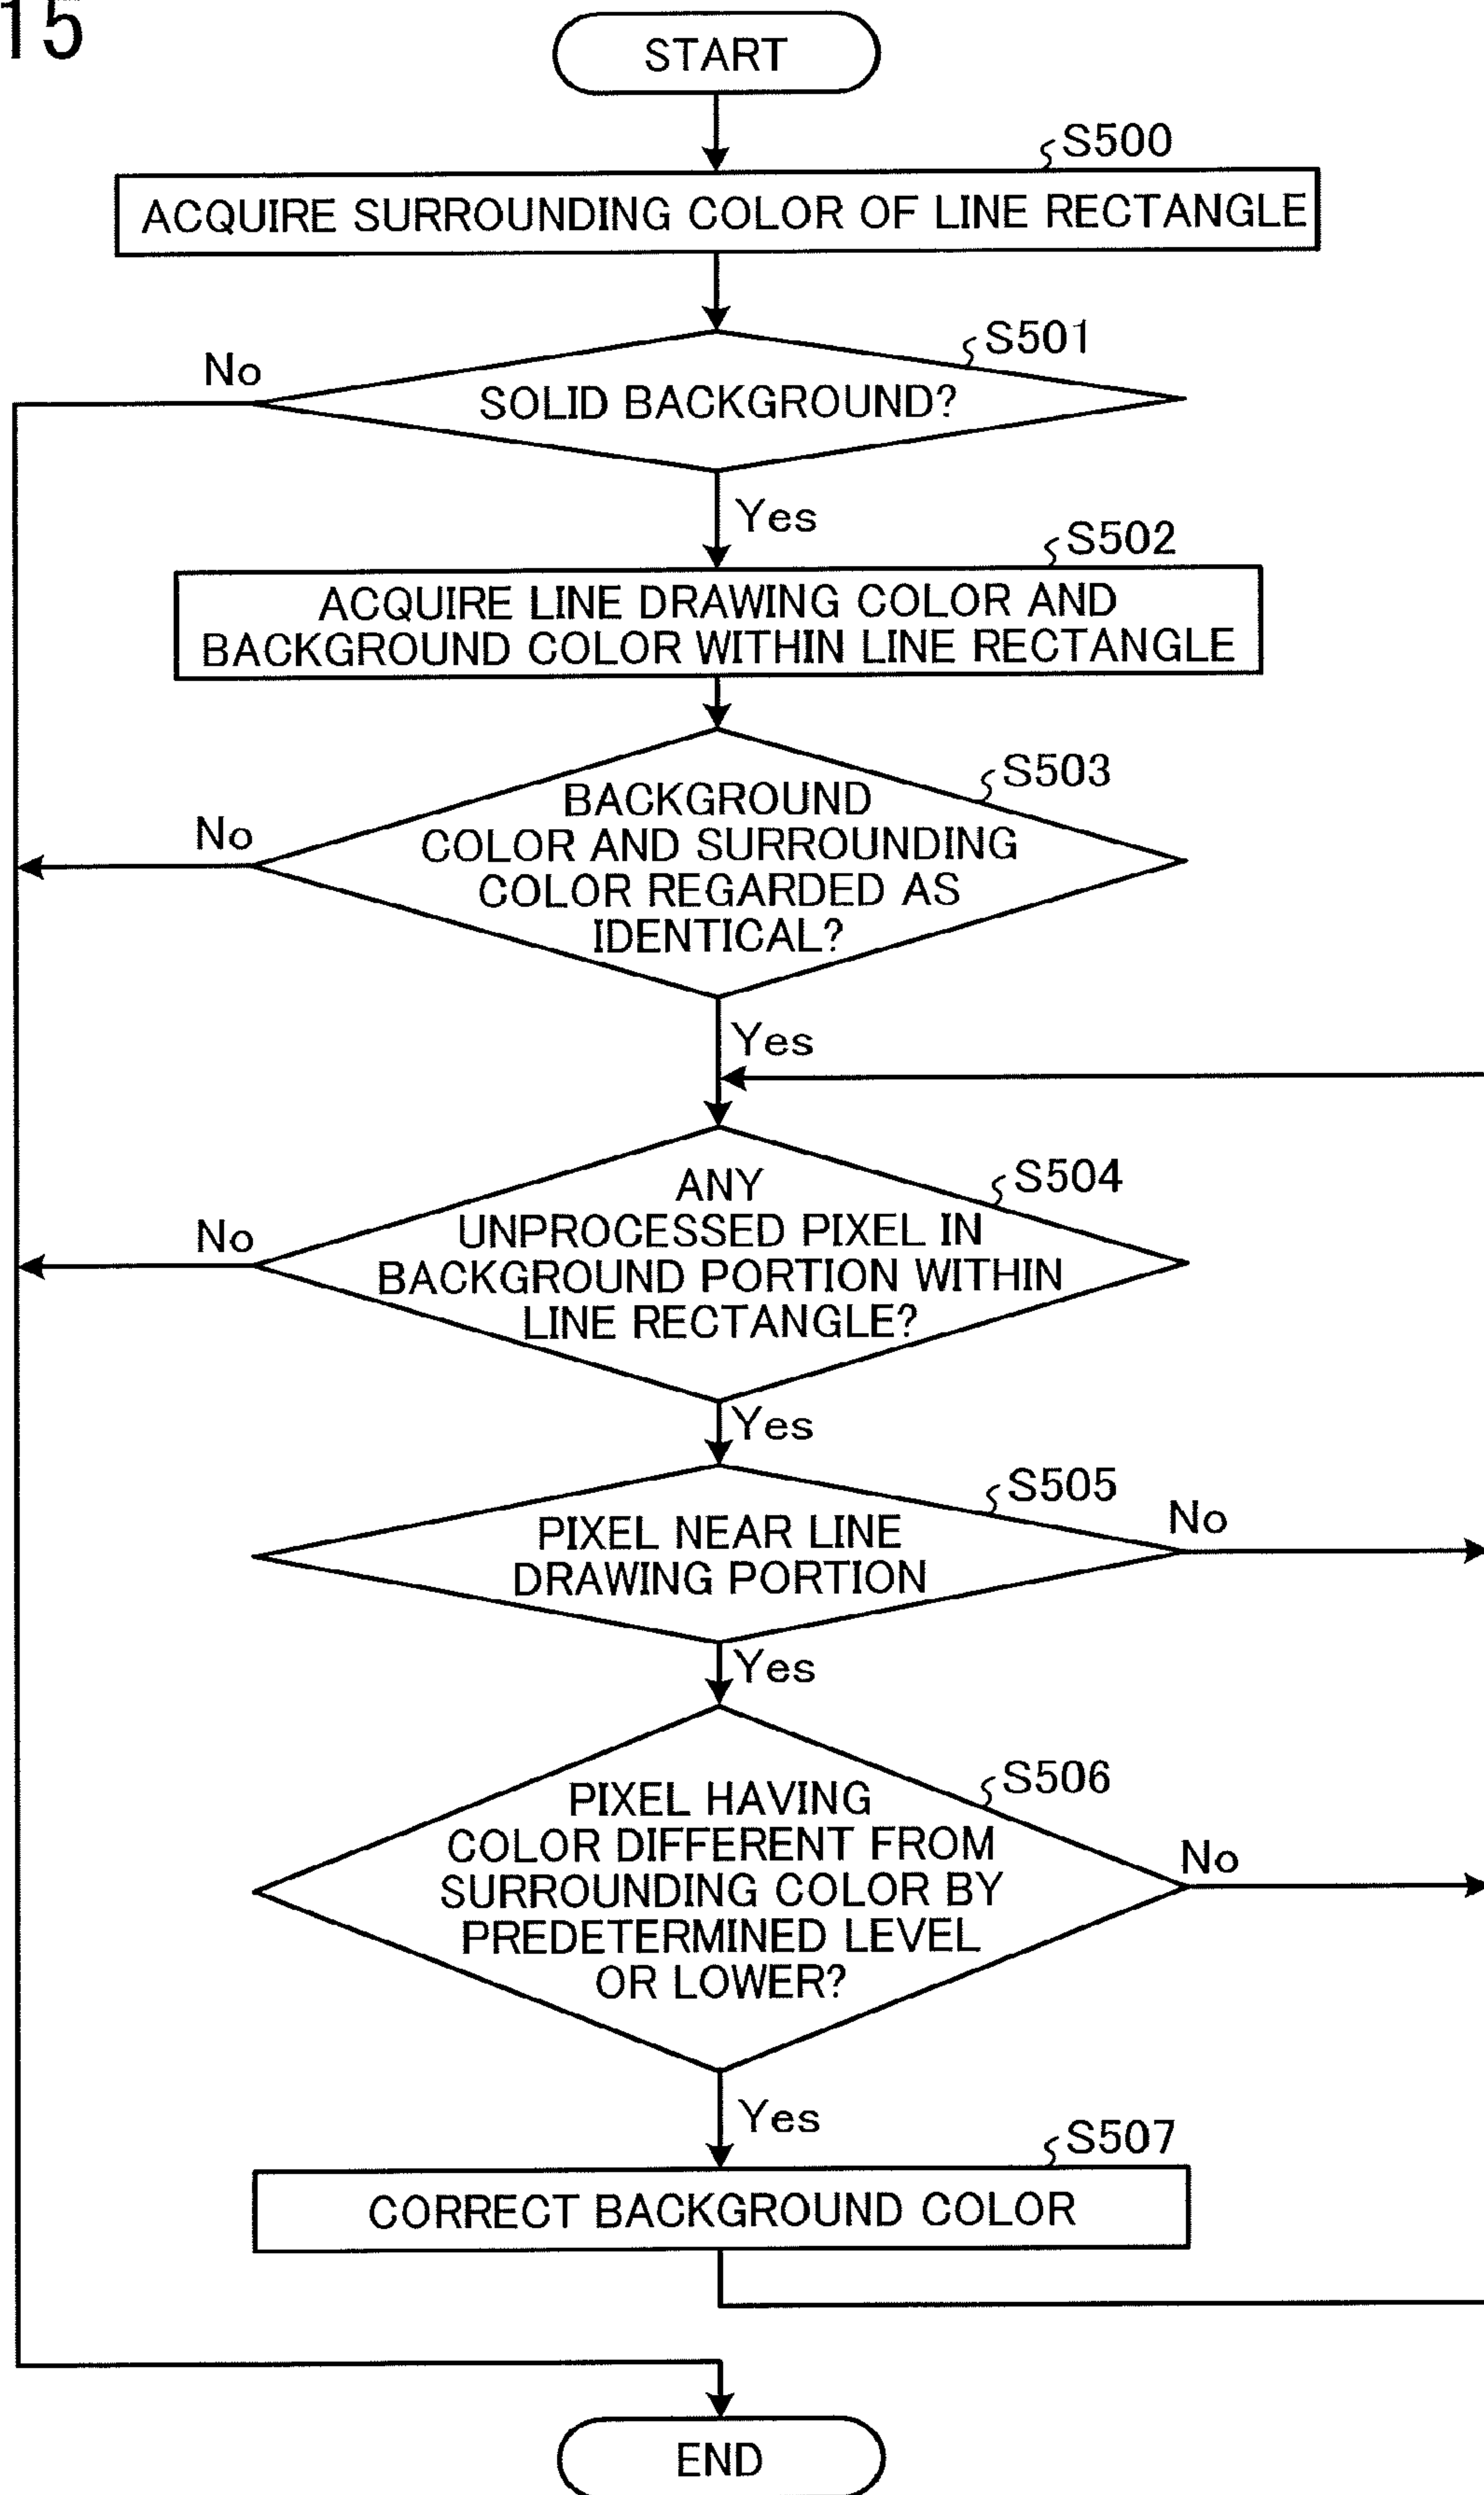 15
START
S500
ACQUIRE SURROUNDING COLOR OF LINE RECTANGLE
S501
No
SOLID BACKGROUND?
Yes
S502
ACQUIRE LINE DRAWING COLOR AND
BACKGROUND COLOR WITHIN LINE RECTANGLE
S503
No
BACKGROUND
COLOR AND SURROUNDING
COLOR REGARDED AS
IDENTICAL?
Yes
S504
No
ANY
UNPROCESSED PIXEL IN
BACKGROUND PORTION WITHIN
LINE RECTANGLE?
Yes
S505
No
PIXEL NEAR LINE
DRAWING PORTION
Yes
S506
No
PIXEL HAVING
COLOR DIFFERENT FROM
SURROUNDING COLOR BY
PREDETERMINED LEVEL
OR LOWER?
Yes
S507
CORRECT BACKGROUND COLOR
END